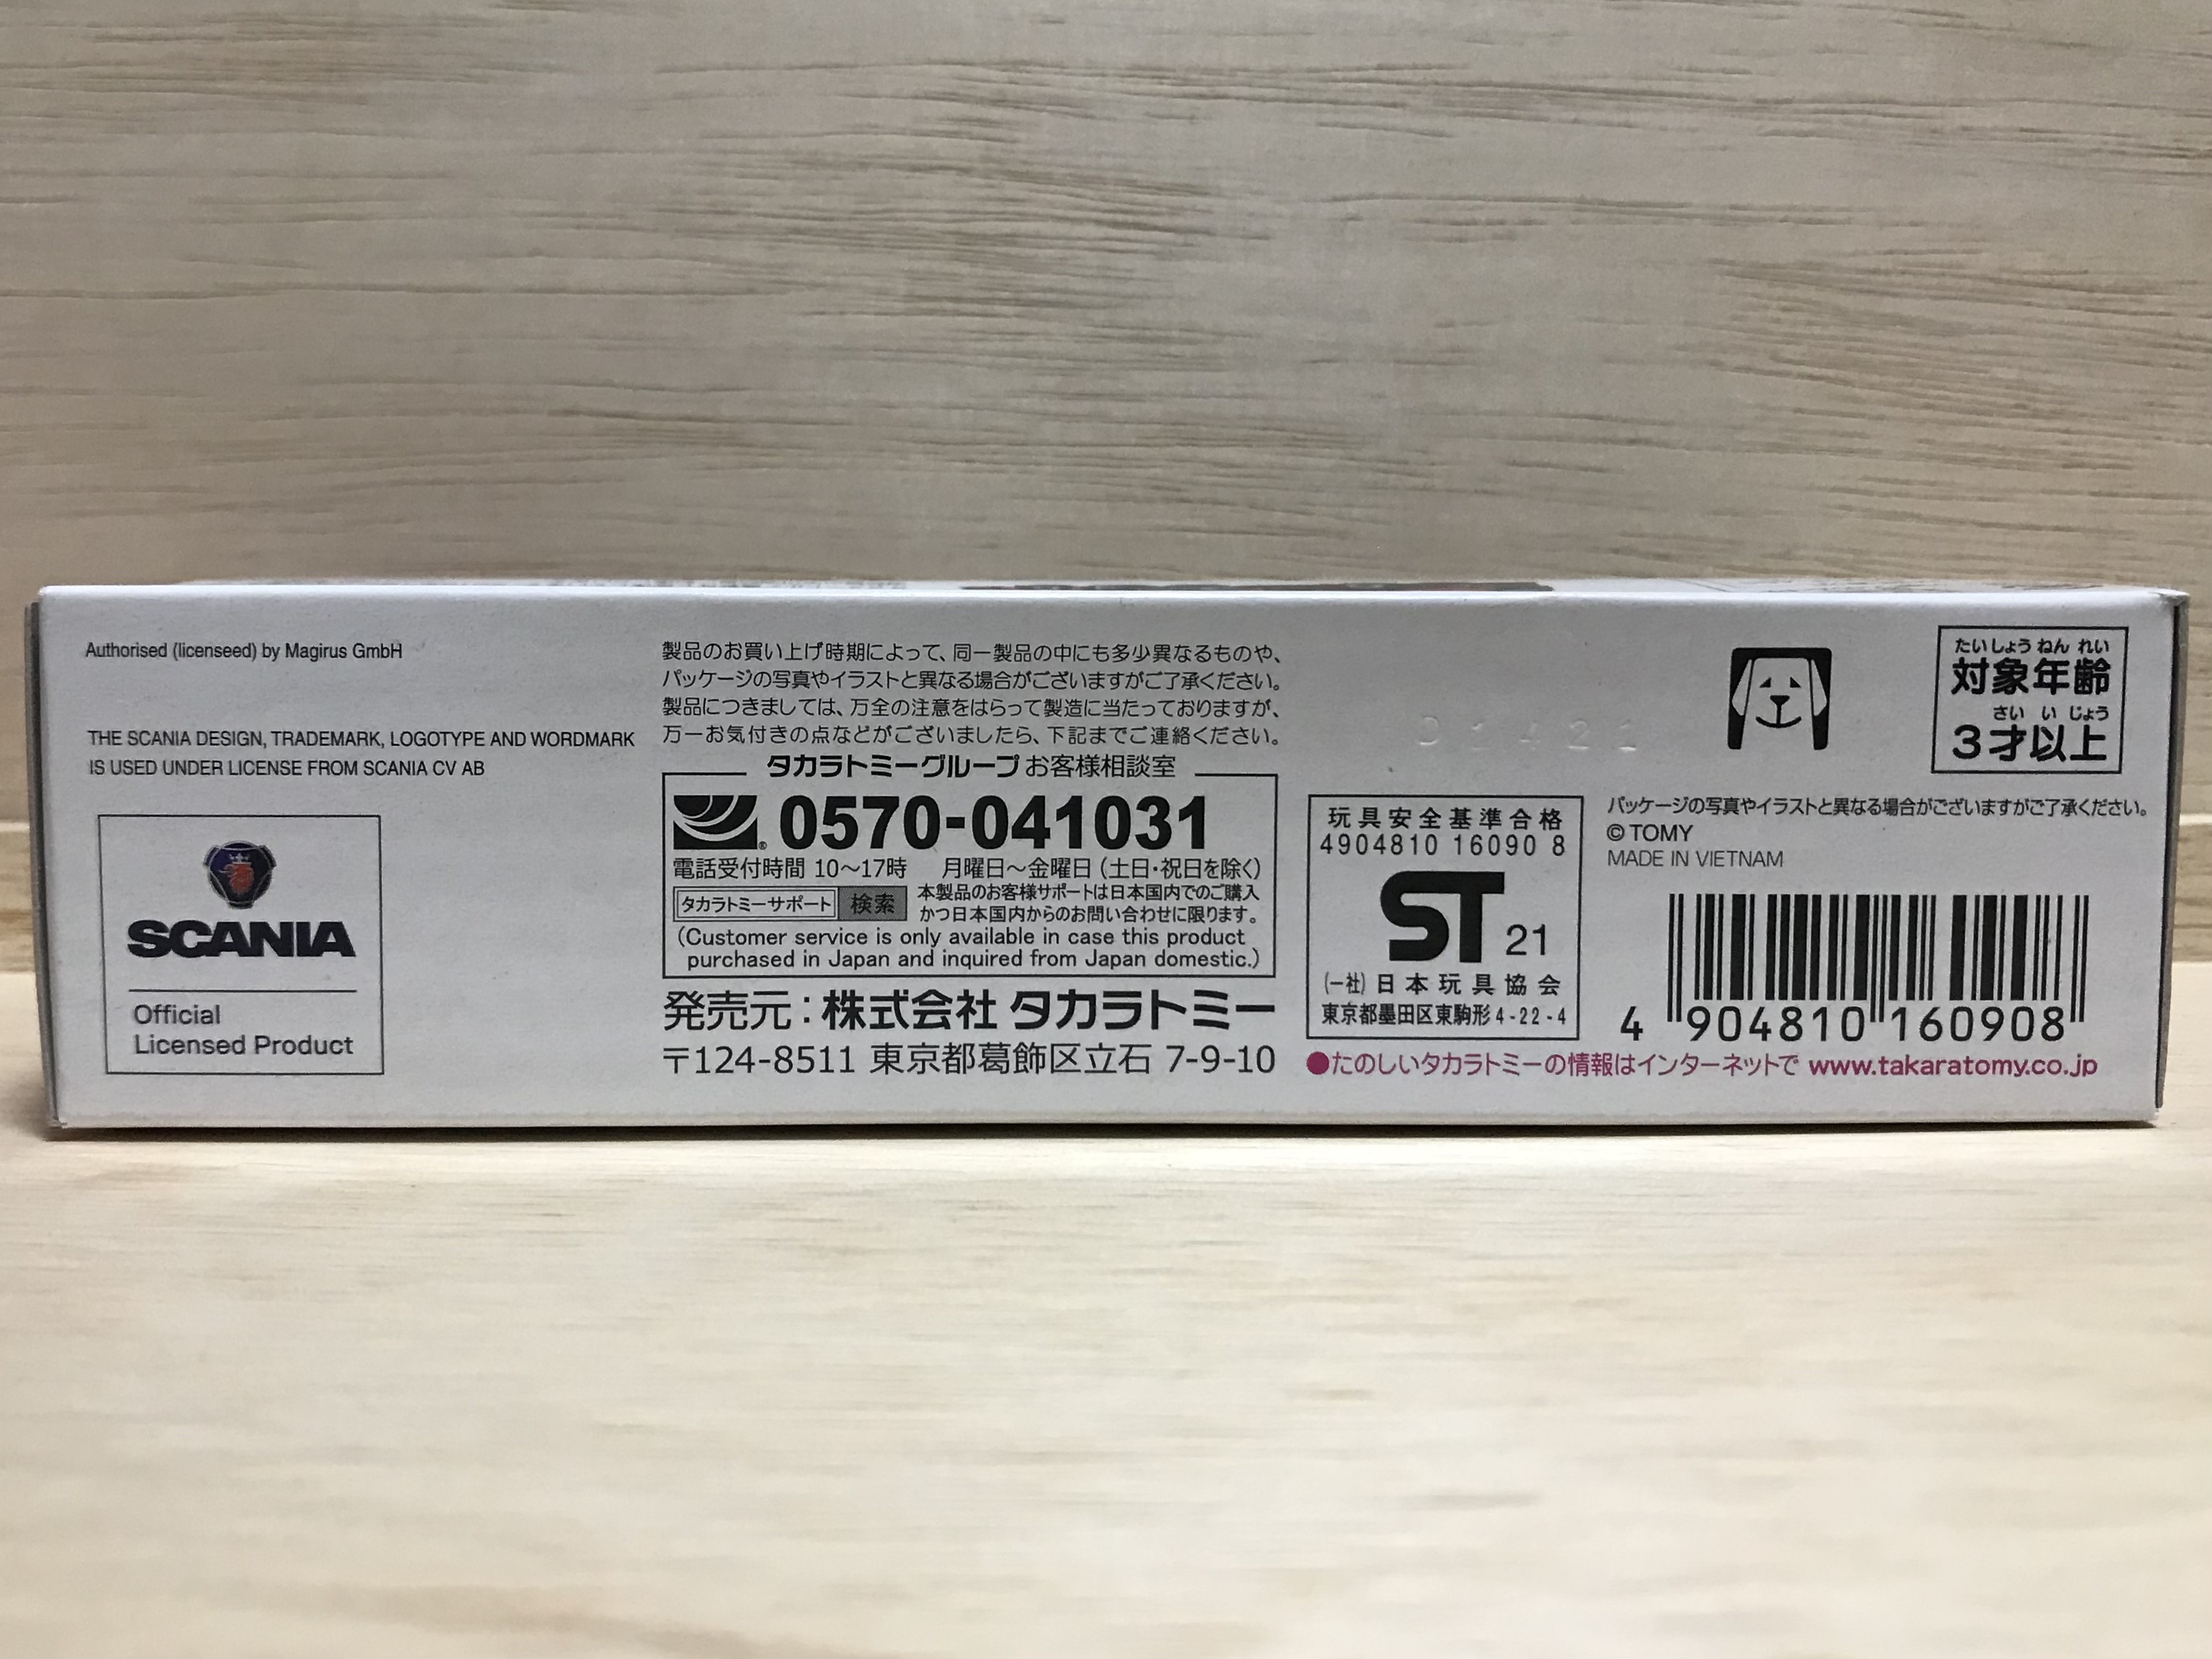 Authorised (licenseed) by Magirus GmbH
THE SCANIA DESIGN, TRADEMARK, LOGOTYPE AND WORDMARK
IS USED UNDER LICENSE FROM SCANIA CV AB
SCANIA
Official
Licensed Product
製品のお買い上げ時期によって、同一製品の中にも多少異なるものや、
パッケージの写真やイラストと異なる場合がございますがご了承ください。
製品につきましては、万全の注意をはらって製造に当たっておりますが、
万一お気付きの点などがございましたら、下記までご連絡ください。
タカラトミーグループお客様相談室
0570-041031
電話受付時間 10〜17時 月曜日〜金曜日（土日・祝日を除く）
タカラトミーサポート 検索
本製品のお客様サポートは日本国内でのご購入
かつ日本国内からのお問い合わせに限ります。
(Customer service is only available in case this product
purchased in Japan and inquired from Japan domestic.)
発売元：株式会社 タカラトミー
〒124-8511 東京都葛飾区立石 7-9-10
01421
玩具安全基準合格
4904810 16090 8
ST 21
(一社)日本玩具協会
東京都墨田区東駒形4-22-4
たいしょうねんれい
対象年齢
さいいじょう
3才以上
パッケージの写真やイラストと異なる場合がございますがご了承ください。
© TOMY
MADE IN VIETNAM
4 904810 160908
●たのしいタカラトミーの情報はインターネットで www.takaratomy.co.jp